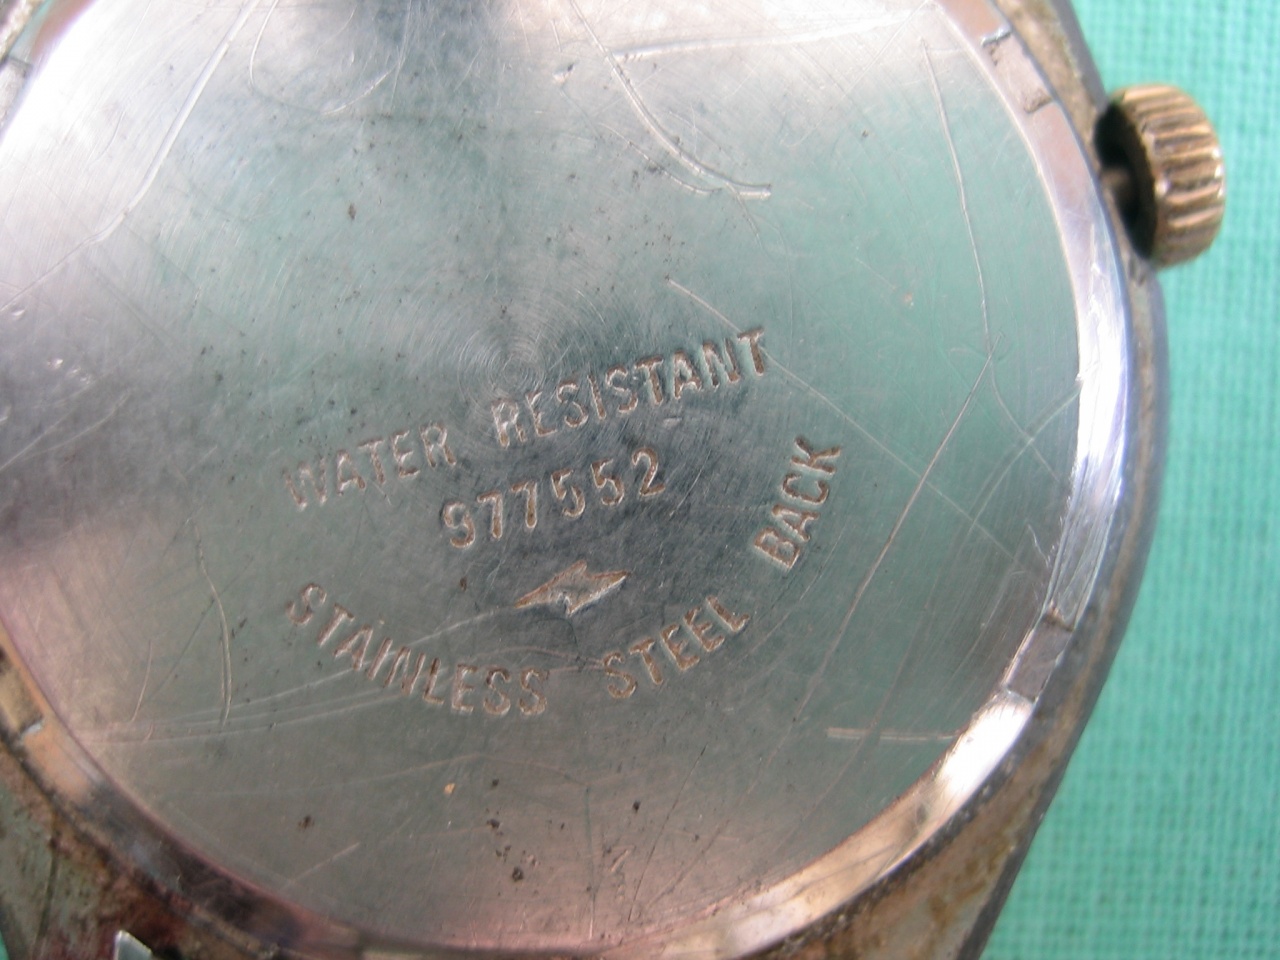 WATER RESISTANT
977552
STAINLESS STEEL BACK